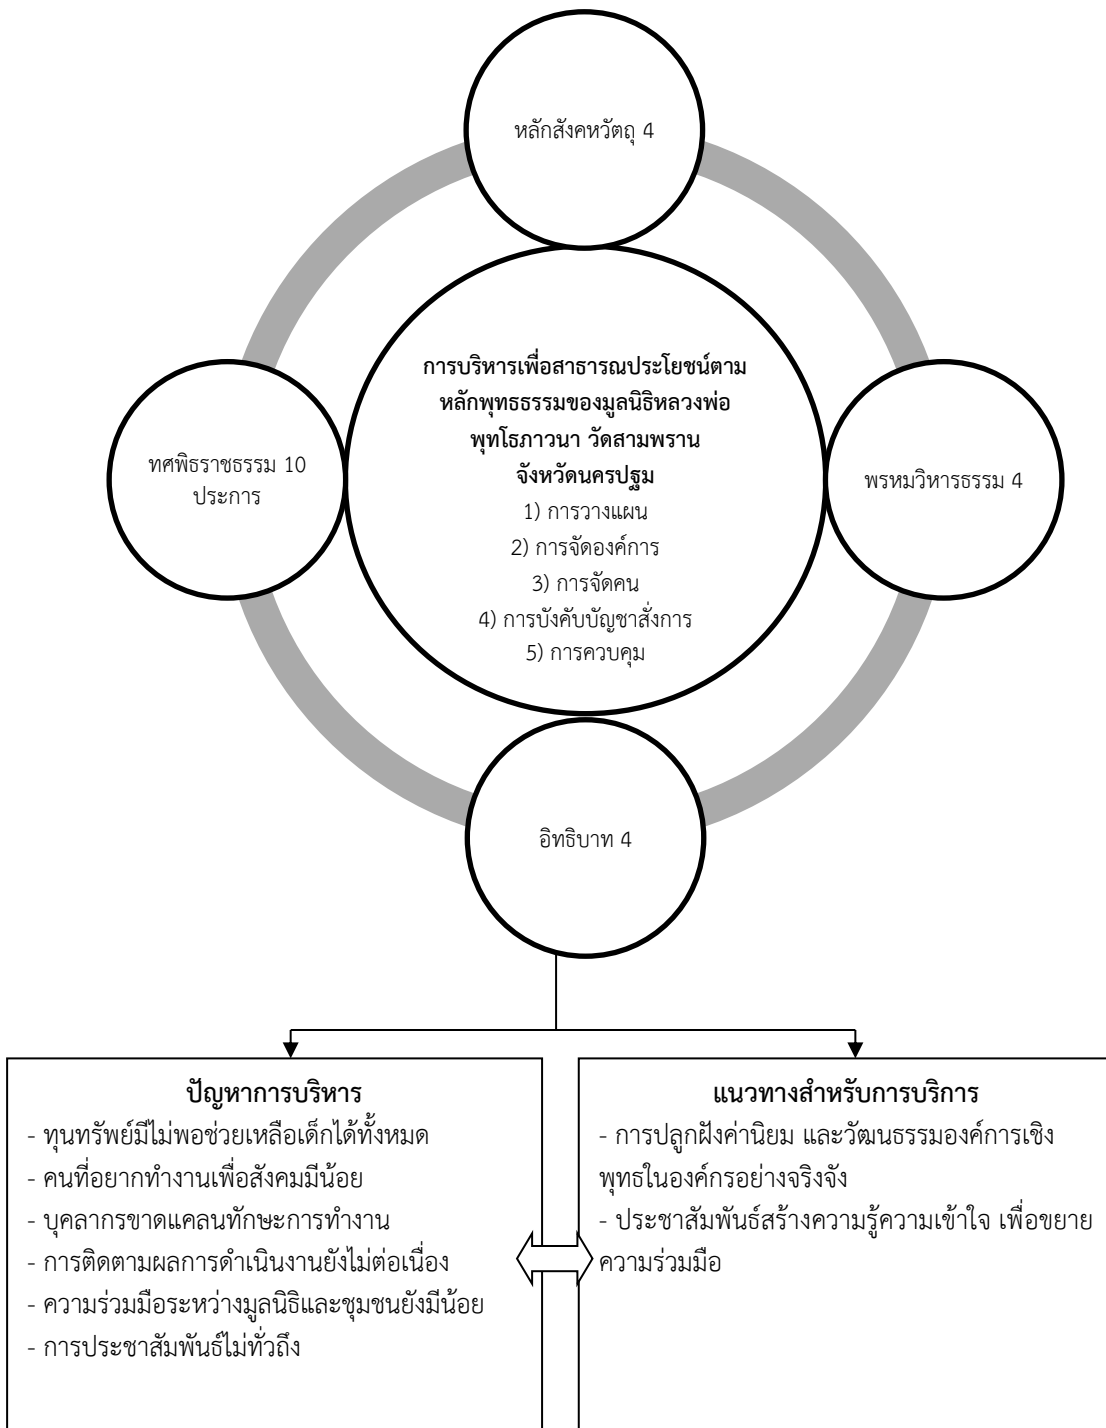 หลักสังคหวัตถุ 4
การบริหารเพื่อสาธารณประโยชน์ตาม
หลักพุทธธรรมของมูลนิธิหลวงพ่อ
พุทโธภาวนา วัดสามพราน
จังหวัดนครปฐม
1) การวางแผน
2) การจัดองค์การ
3) การจัดคน
4) การบังคับบัญชาสั่งการ
5) การควบคุม
ทศพิธราชธรรม 10
ประการ
พรหมวิหารธรรม 4
อิทธิบาท 4
ปัญหาการบริหาร
- ทุนทรัพย์มีไม่พอช่วยเหลือเด็กได้ทั้งหมด
- คนที่อยากทำงานเพื่อสังคมมีน้อย
- บุคลากรขาดแคลนทักษะการทำงาน
- การติดตามผลการดำเนินงานยังไม่ต่อเนื่อง
- ความร่วมมือระหว่างมูลนิธิและชุมชนยังมีน้อย
- การประชาสัมพันธ์ไม่ทั่วถึง
แนวทางสำหรับการบริการ
- การปลูกฝังค่านิยม และวัฒนธรรมองค์การเชิง
พุทธในองค์กรอย่างจริงจัง
- ประชาสัมพันธ์สร้างความรู้ความเข้าใจ เพื่อขยาย
ความร่วมมือ